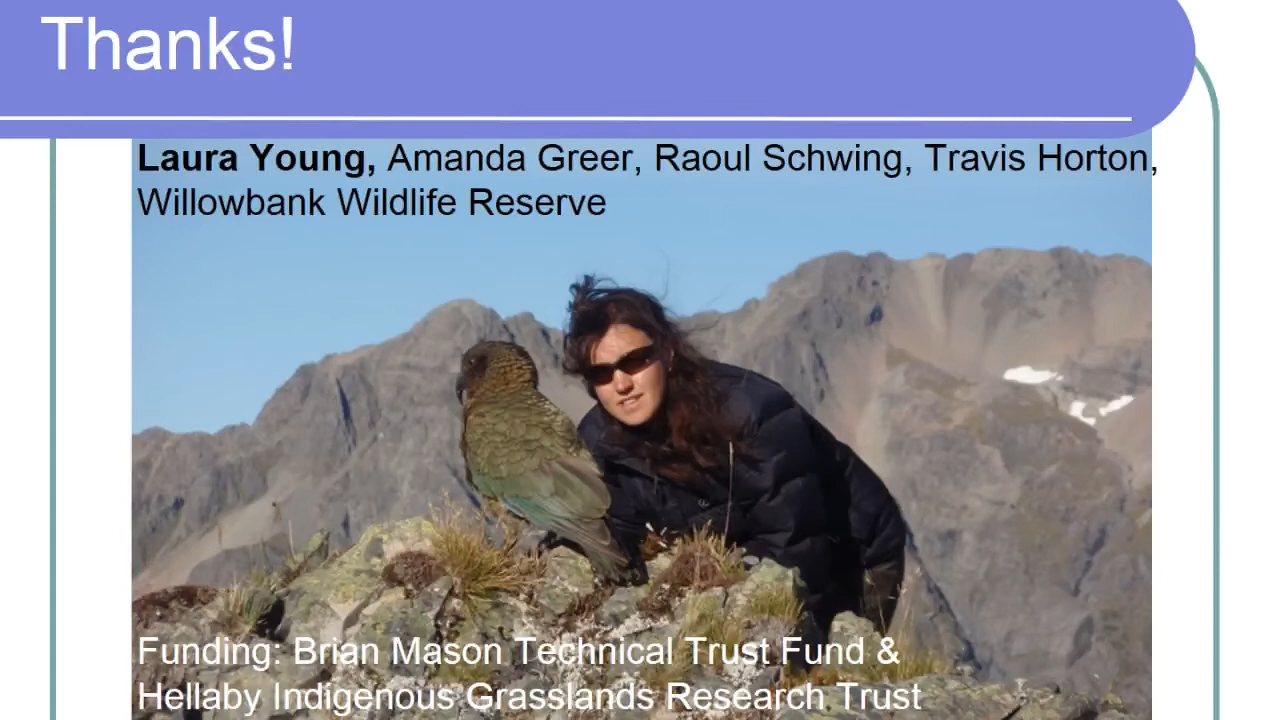 Thanks!
Laura Young, Amanda Greer, Raoul Schwing, Travis Horton,
Willowbank Wildlife Reserve
Funding: Brian Mason Technical Trust Fund &
Hellaby Indigenous Grasslands Research Trust